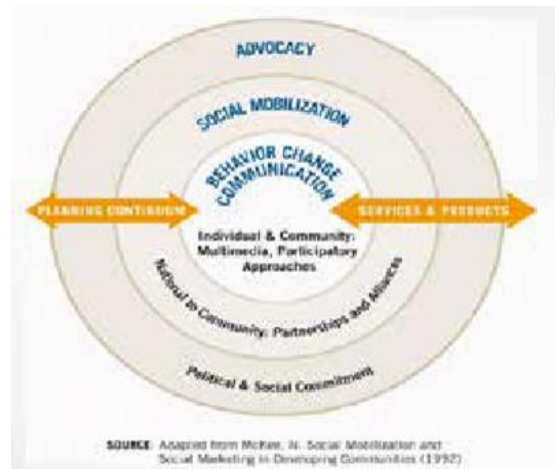 ADVOCACY
SOCIAL MOBILIZATION
BEHAVIOR CHANGE
COMMUNICATION
PLANNING CONTINUUM
SERVICES & PRODUCTS
Individual & Community:
Multimedia, Participatory
Approaches
National to Community: Partnerships and Alliances
Political & Social Commitment
SOURCE: Adapted from McKee, N. Social Mobilization and
Social Marketing in Developing Communities (1992)